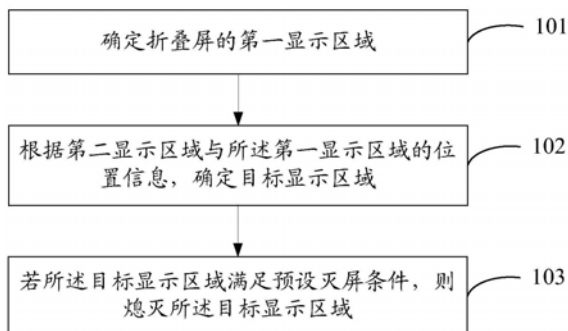 确定折叠屏的第一显示区域
101
根据第二显示区域与所述第一显示区域的位
置信息，确定目标显示区域
102
若所述目标显示区域满足预设灭屏条件，则
熄灭所述目标显示区域
103